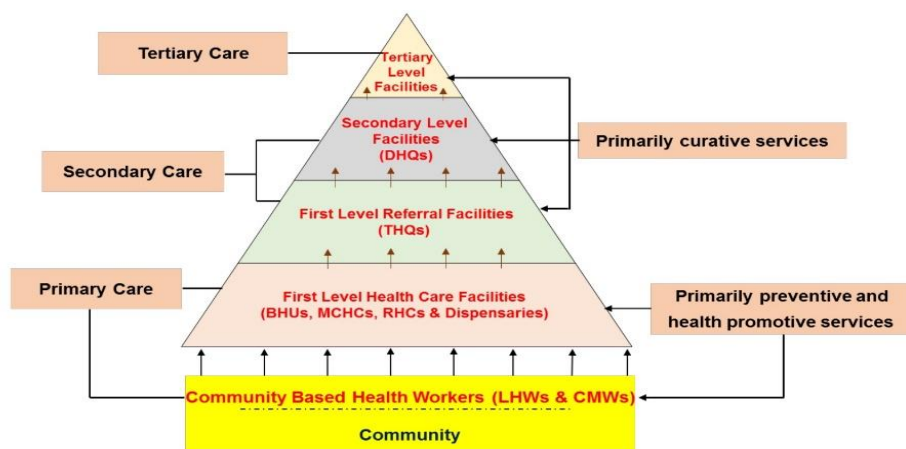 Tertiary Care
Tertiary
Level
Facilities
Secondary Level
Facilities
(DHQs)
Primarily curative services
Secondary Care
First Level Referral Facilities
(THQs)
Primary Care
First Level Health Care Facilities
(BHUs, MCHCs, RHCs & Dispensaries)
Primarily preventive and
health promotive services
Community Based Health Workers (LHWs & CMWs)
Community